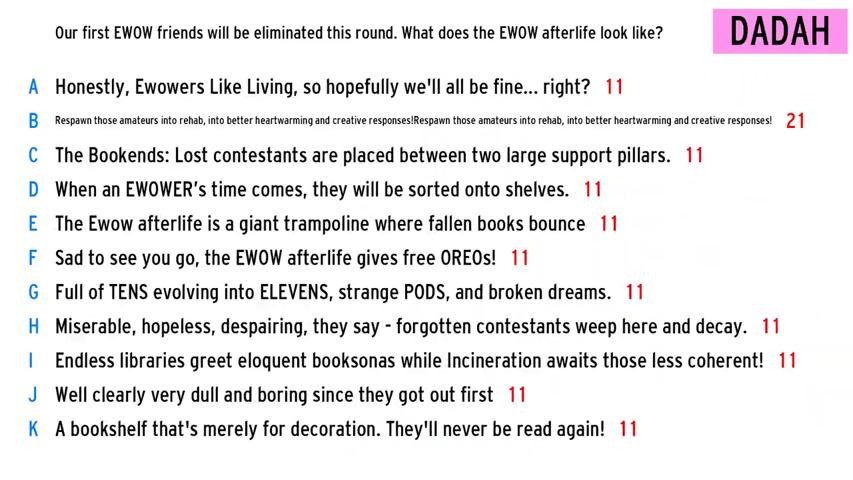 Our first EWOW friends will be eliminated this round. What does the EWOW afterlife look like?
DADAH
A Honestly, Ewowers Like Living, so hopefully we'll all be fine... right? 11
B Respawn those amateurs into rehab, into better heartwarming and creative responses!Respawn those amateurs into rehab, into better heartwarming and creative responses! 21
C The Bookends: Lost contestants are placed between two large support pillars. 11
D When an EWOWER’s time comes, they will be sorted onto shelves. 11
E The Ewow afterlife is a giant trampoline where fallen books bounce 11
F Sad to see you go, the EWOW afterlife gives free OREOs! 11
G Full of TENS evolving into ELEVENS, strange PODS, and broken dreams. 11
H Miserable, hopeless, despairing, they say - forgotten contestants weep here and decay. 11
I Endless libraries greet eloquent booksonas while Incineration awaits those less coherent! 11
J Well clearly very dull and boring since they got out first 11
K A bookshelf that's merely for decoration. They'll never be read again! 11